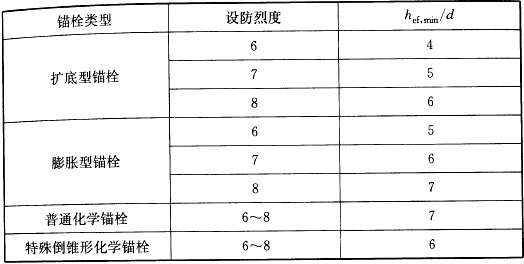 锚栓类型 设防烈度 hef,min/d
扩底型锚栓 6 4
7 5
8 6
膨胀型锚栓 6 5
7 6
8 7
普通化学锚栓 6～8 7
特殊倒锥形化学锚栓 6～8 6